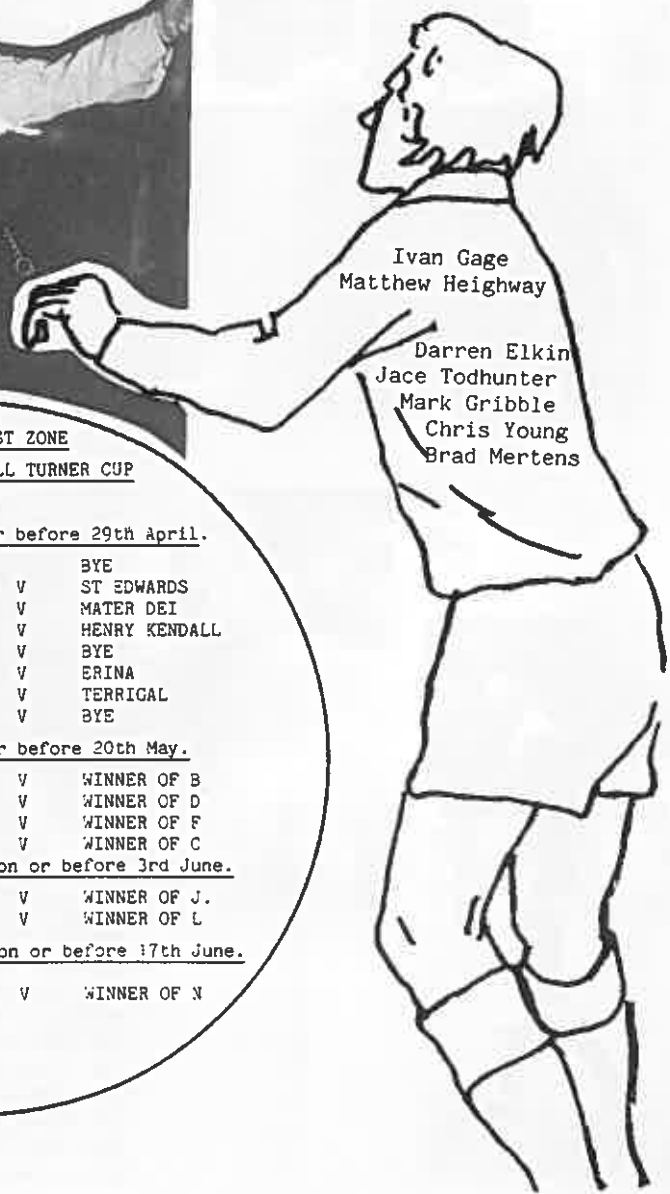 Ivan Gage
Matthew Heighway
Darren Elkin
Jace Todhunter
Mark Gribble
Chris Young
Brad Mertens
ST ZONE
LL TURNER CUP
r before 29th April.
BYE
V ST EDWARDS
V MATER DEI
V HENRY KENDALL
V BYE
V ERINA
V TERRIGAL
V BYE
r before 20th May.
V WINNER OF B
V WINNER OF D
V WINNER OF F
V WINNER OF C
on or before 3rd June.
V WINNER OF J.
V WINNER OF L
on or before 17th June.
V WINNER OF N